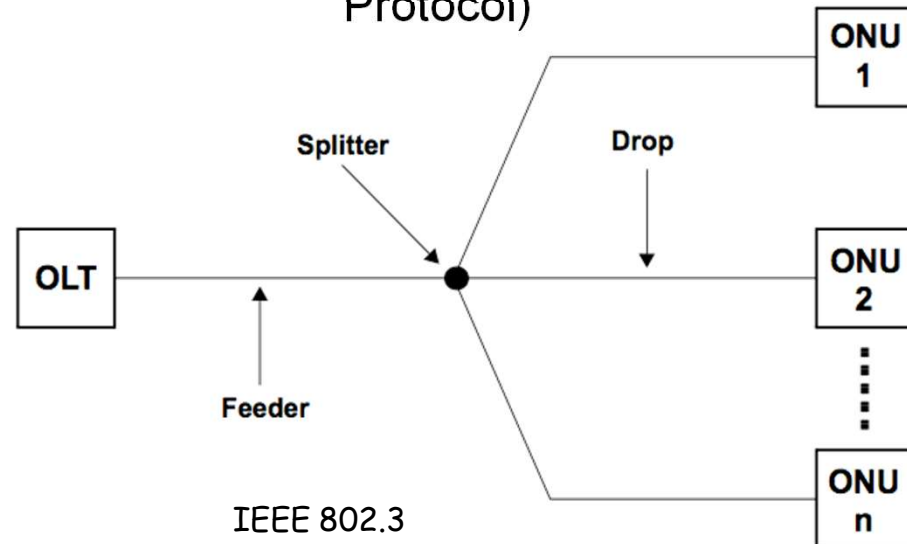 Protocol)
ONU
1
Splitter
Drop
OLT
ONU
2
Feeder
ONU
n
IEEE 802.3